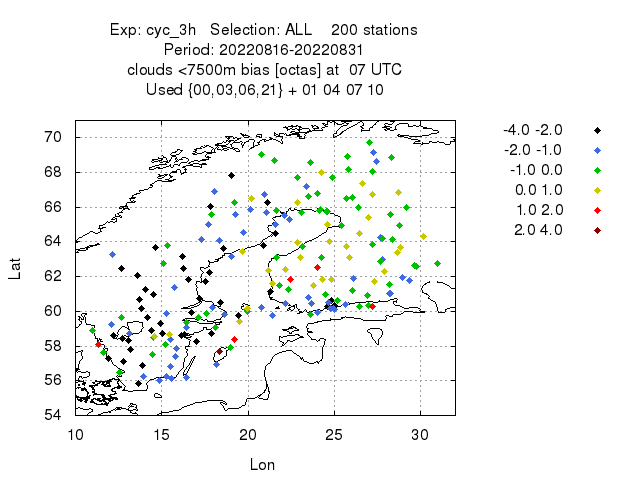 Exp: cyc_3h   Selection: ALL    200 stations
Period: 20220816-20220831
clouds <7500m bias [octas] at  07 UTC
Used {00,03,06,21} + 01 04 07 10
-4.0 -2.0
-2.0 -1.0
-1.0 0.0
0.0 1.0
1.0 2.0
2.0 4.0
70
68
66
64
62
60
58
56
54
Lat
10 15 20 25 30
Lon